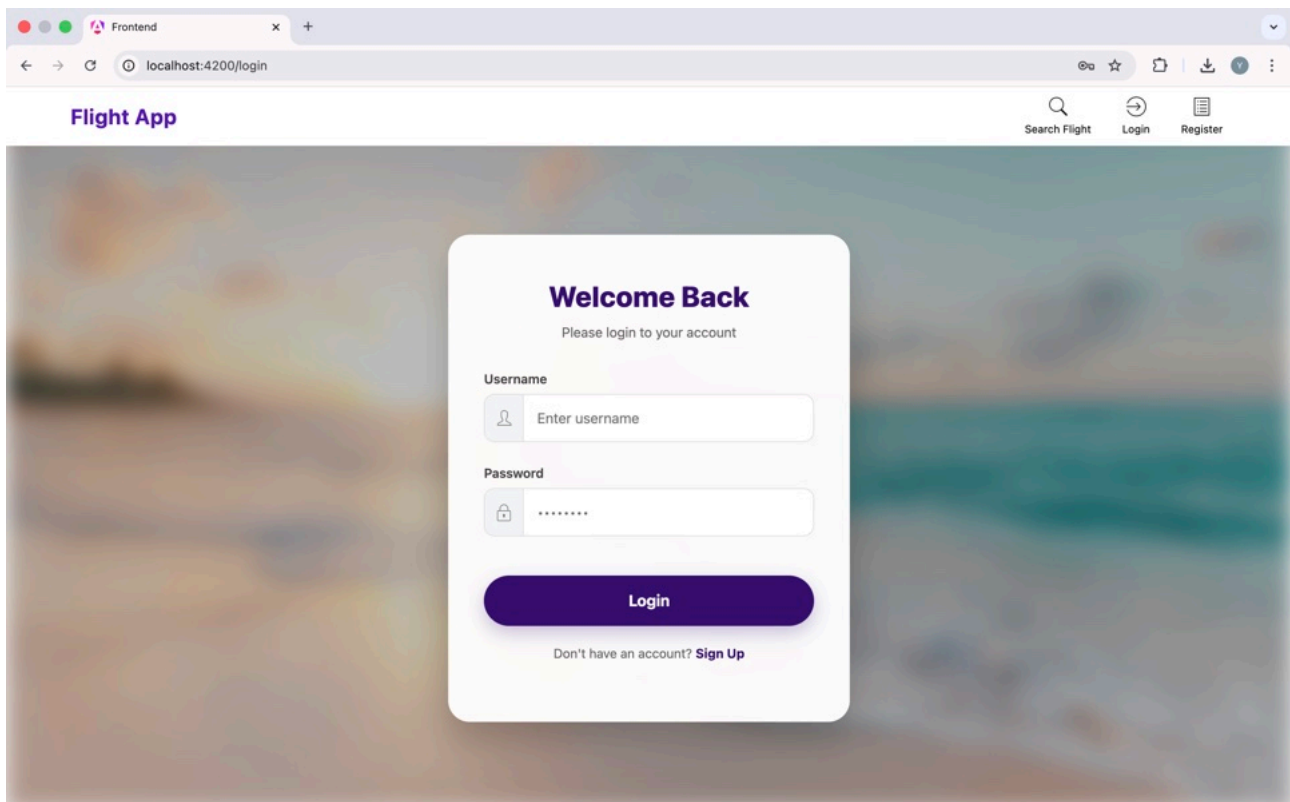 Frontend
localhost:4200/login
Y
Flight App
Search Flight
Login
Register
Welcome Back
Please login to your account
Username
Enter username
Password
••••••••
Login
Don't have an account? Sign Up